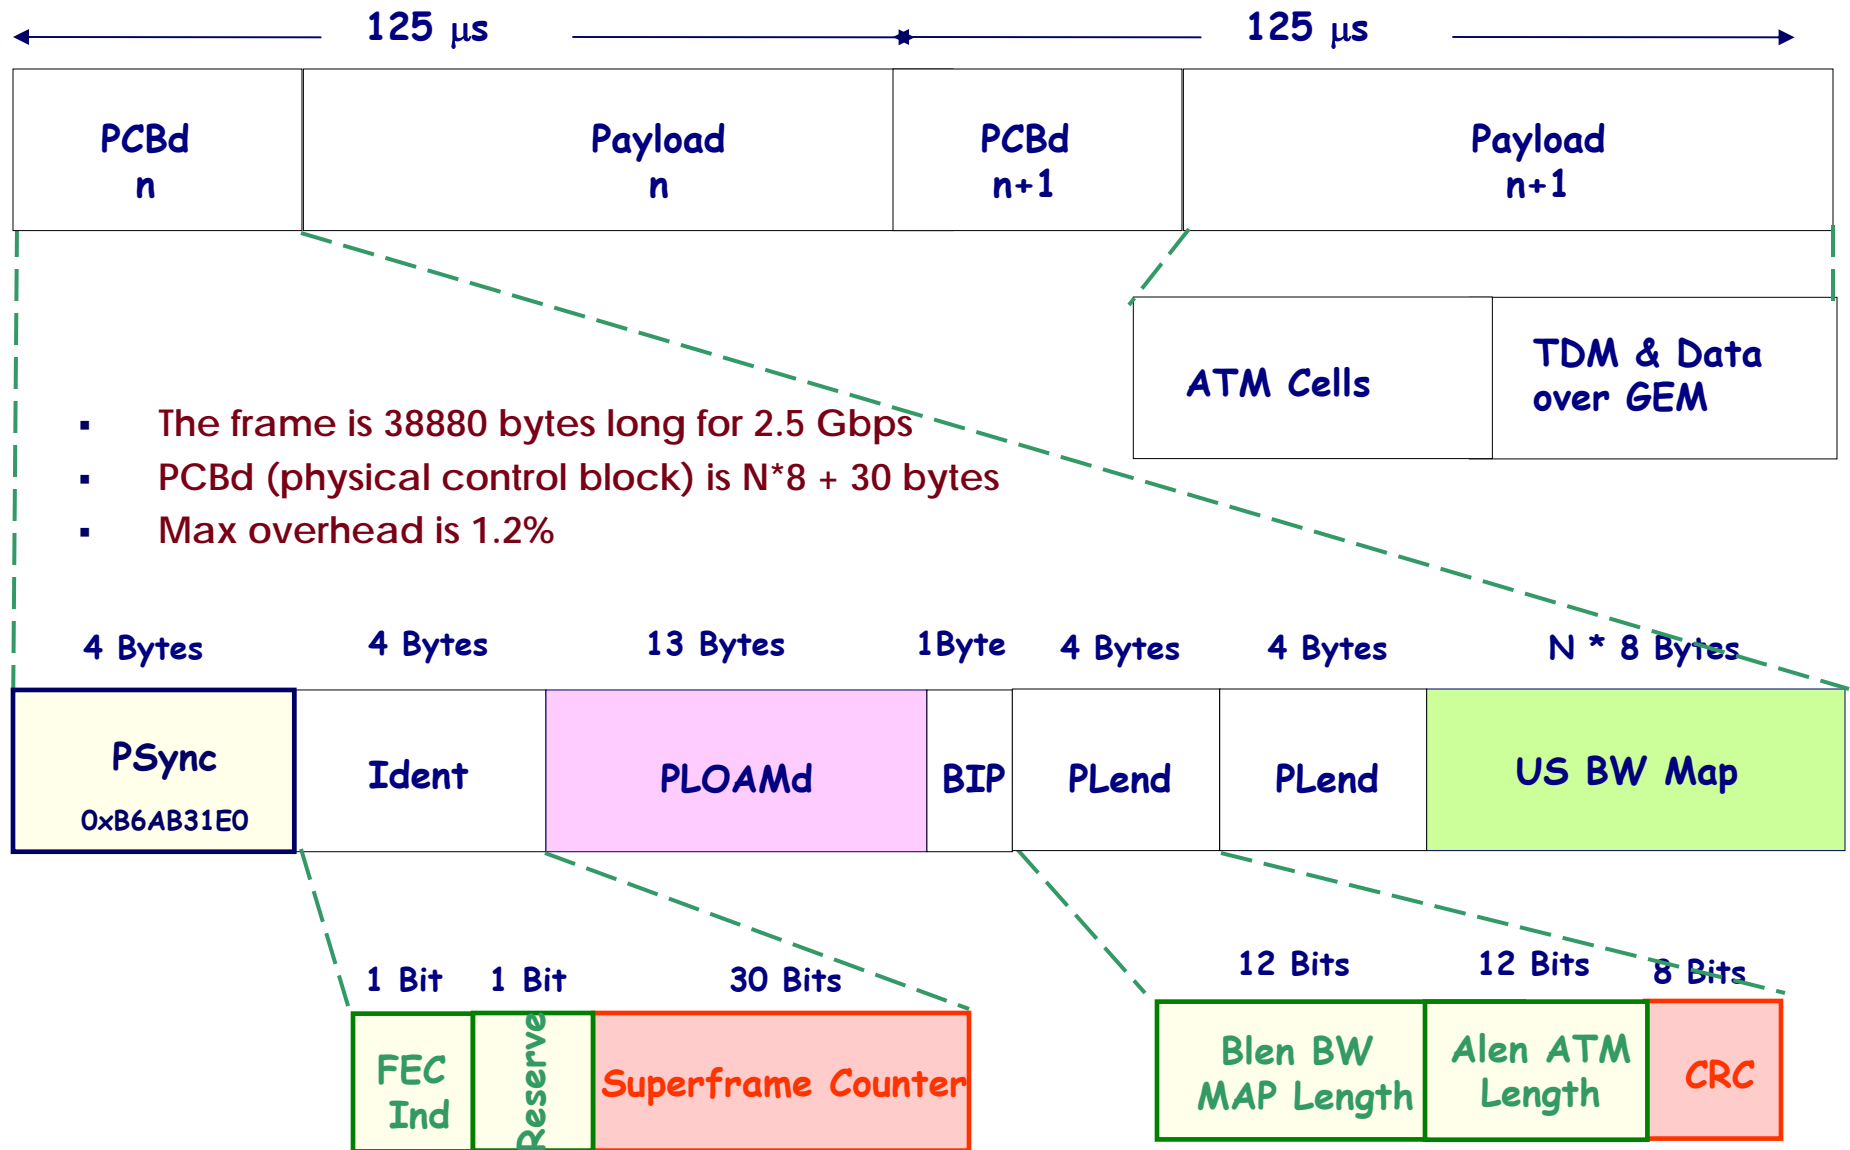 125 μs
125 μs
PCBd
n
Payload
n
PCBd
n+1
Payload
n+1
ATM Cells
TDM & Data
over GEM
▪ The frame is 38880 bytes long for 2.5 Gbps
▪ PCBd (physical control block) is N*8 + 30 bytes
▪ Max overhead is 1.2%
4 Bytes
4 Bytes
13 Bytes
1Byte
4 Bytes
4 Bytes
N * 8 Bytes
PSync
0xB6AB31E0
Ident
PLOAMd
BIP
PLend
PLend
US BW Map
1 Bit
1 Bit
30 Bits
12 Bits
12 Bits
8 Bits
FEC
Ind
Reserve
Superframe Counter
Blen BW
MAP Length
Alen ATM
Length
CRC